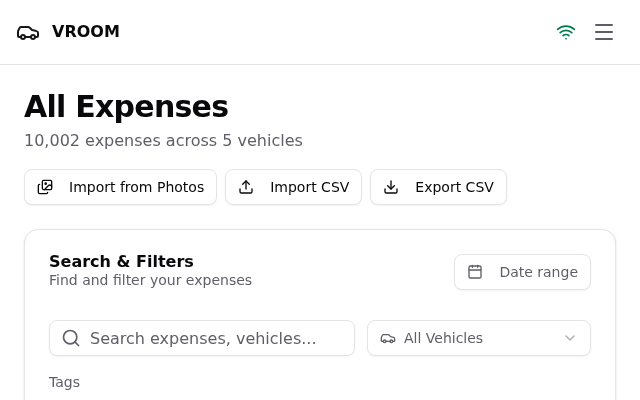 VROOM
All Expenses
10,002 expenses across 5 vehicles
Import from Photos
Import CSV
Export CSV
Search & Filters
Find and filter your expenses
Date range
Search expenses, vehicles...
All Vehicles
Tags